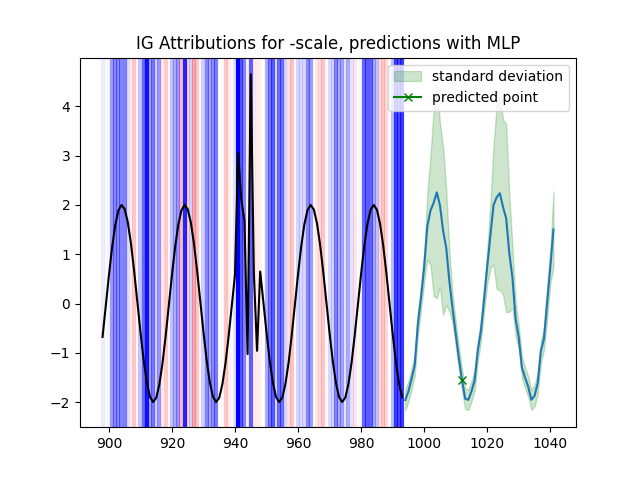 IG Attributions for -scale, predictions with MLP
standard deviation
predicted point
4
3
2
1
0
−1
−2
900 920 940 960 980 1000 1020 1040